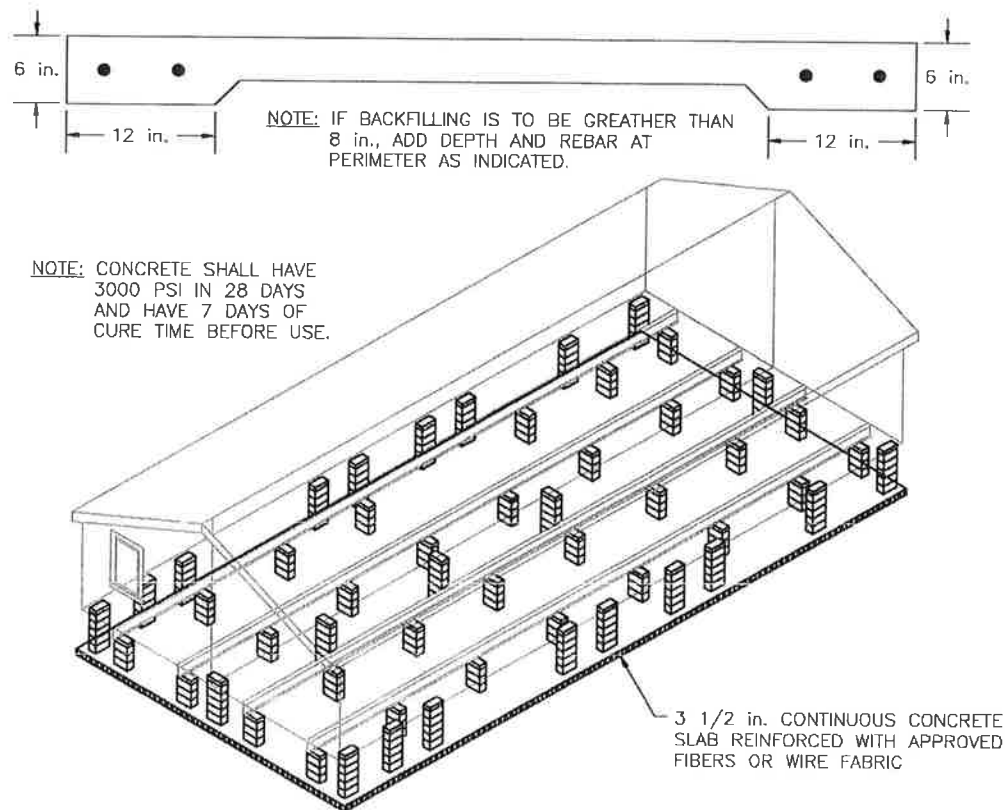 6 in.
6 in.
12 in.
12 in.
NOTE: IF BACKFILLING IS TO BE GREATHER THAN
8 in., ADD DEPTH AND REBAR AT
PERIMETER AS INDICATED.
NOTE: CONCRETE SHALL HAVE
3000 PSI IN 28 DAYS
AND HAVE 7 DAYS OF
CURE TIME BEFORE USE.
3 1/2 in. CONTINUOUS CONCRETE
SLAB REINFORCED WITH APPROVED
FIBERS OR WIRE FABRIC